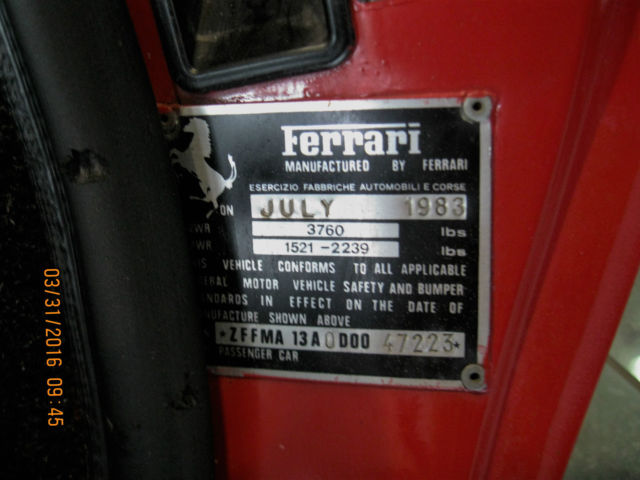 Ferrari
MANUFACTURED BY FERRARI
ESERCIZIO FABBRICHE AUTOMOBILI E CORSE
ON JULY 1983
3760 lbs
1521-2239 lbs
VEHICLE CONFORMS TO ALL APPLICABLE
MOTOR VEHICLE SAFETY AND BUMPER
IN EFFECT ON THE DATE OF
SHOWN ABOVE
*ZFFMA 13A0D00 47223*
PASSENGER CAR
03/31/2016 09:45